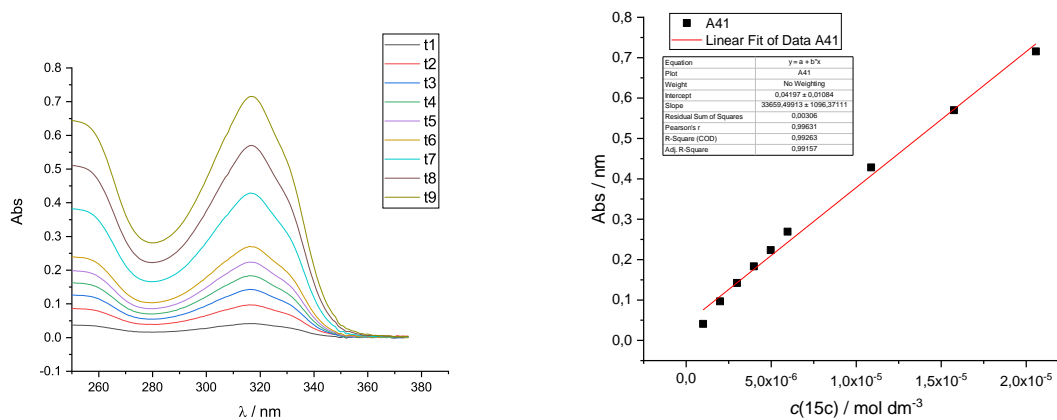 0.8
0.7
0.6
0.5
0.4
0.3
0.2
0.1
0.0
-0.1
Abs
260 280 300 320 340 360 380
λ / nm
t1
t2
t3
t4
t5
t6
t7
t8
t9
A41
Linear Fit of Data A41
Equation y = a + b*x
Plot A41
Weight No Weighting
Intercept 0,04197 ± 0,01084
Slope 33659,49913 ± 1096,37111
Residual Sum of Squares 0,00306
Pearson's r 0,99631
R-Square (COD) 0,99263
Adj. R-Square 0,99157
0,8
0,7
0,6
0,5
0,4
0,3
0,2
0,1
0,0
Abs / nm
0,0 5,0x10⁻⁶ 1,0x10⁻⁵ 1,5x10⁻⁵ 2,0x10⁻⁵
c(15c) / mol dm⁻³